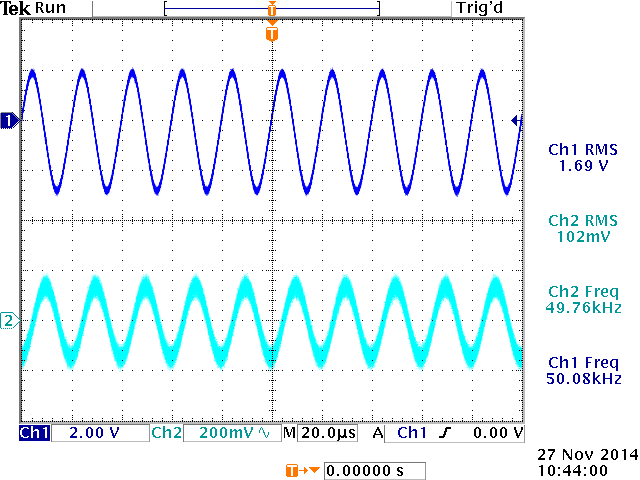 Tek Run Trig'd
T
T
1
Ch1 RMS
1.69 V
Ch2 RMS
102mV
Ch2 Freq
49.76kHz
2
Ch1 Freq
50.08kHz
Ch1 2.00 V Ch2 200mV∿ M 20.0µs A Ch1 ʃ 0.00 V
T→▾ 0.00000 s
27 Nov 2014
10:44:00